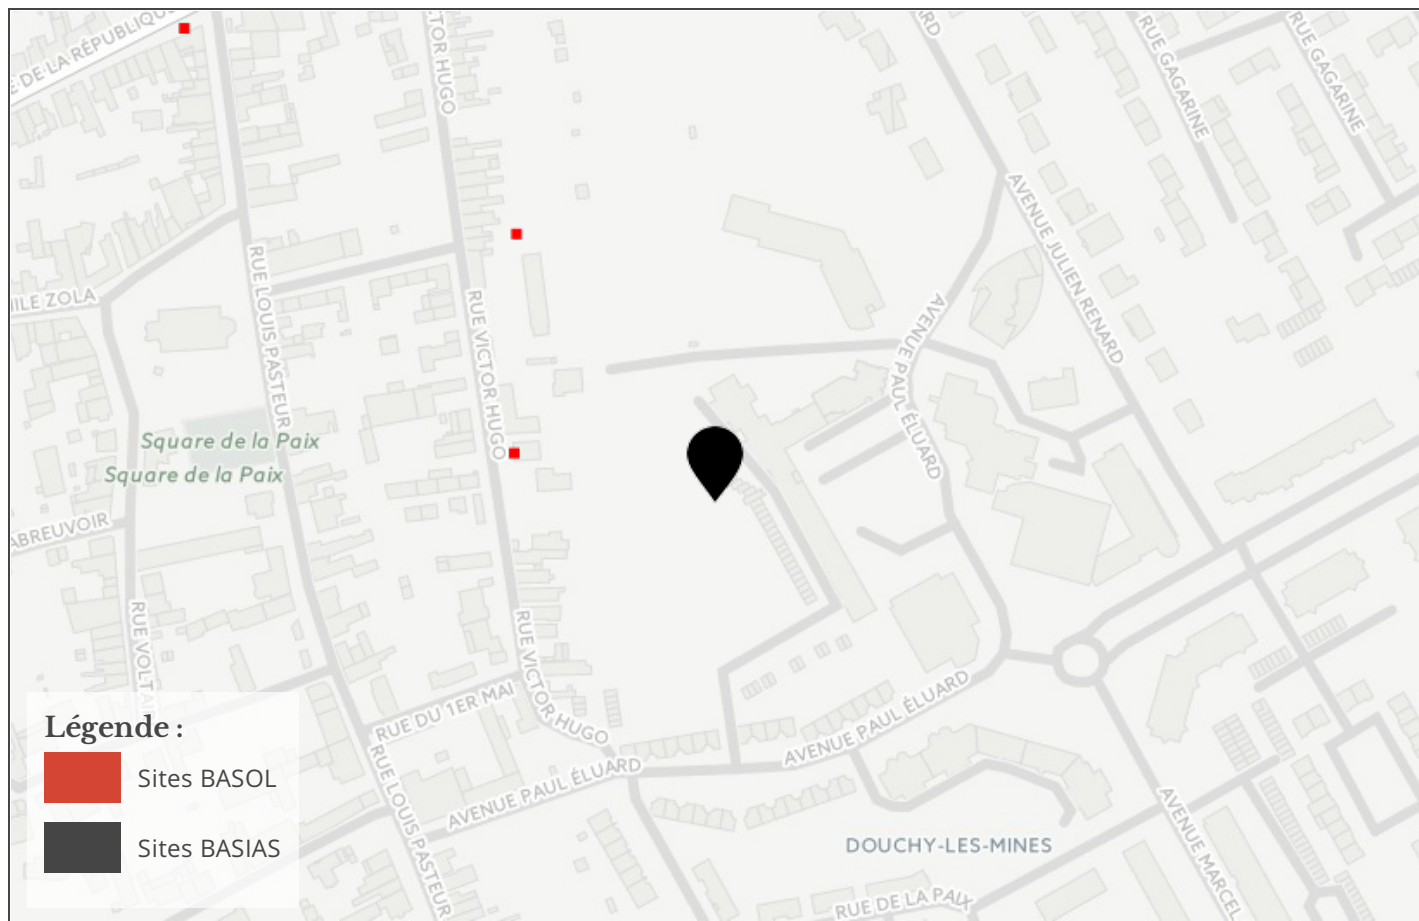 E DE LA RÉPUBLIQU
CTOR HUGO
ARD
RUE GAGARINE
RUE GAGARINE
AVENUE JULIEN RENARD
RUE LOUIS PASTEUR
ILE ZOLA
RUE VICTOR HUGO
AVENUE PAUL ÉLUARD
Square de la Paix
Square de la Paix
ABREUVOIR
RUE VOLTAI
RUE VICTOR HUGO
RUE DU 1ER MAI
AVENUE PAUL ÉLUARD
AVENUE PAUL ÉLUARD
RUE LOUIS PASTEUR
AVENUE MARCEL
DOUCHY-LES-MINES
RUE DE LA PAIX
Légende :
Sites BASOL
Sites BASIAS